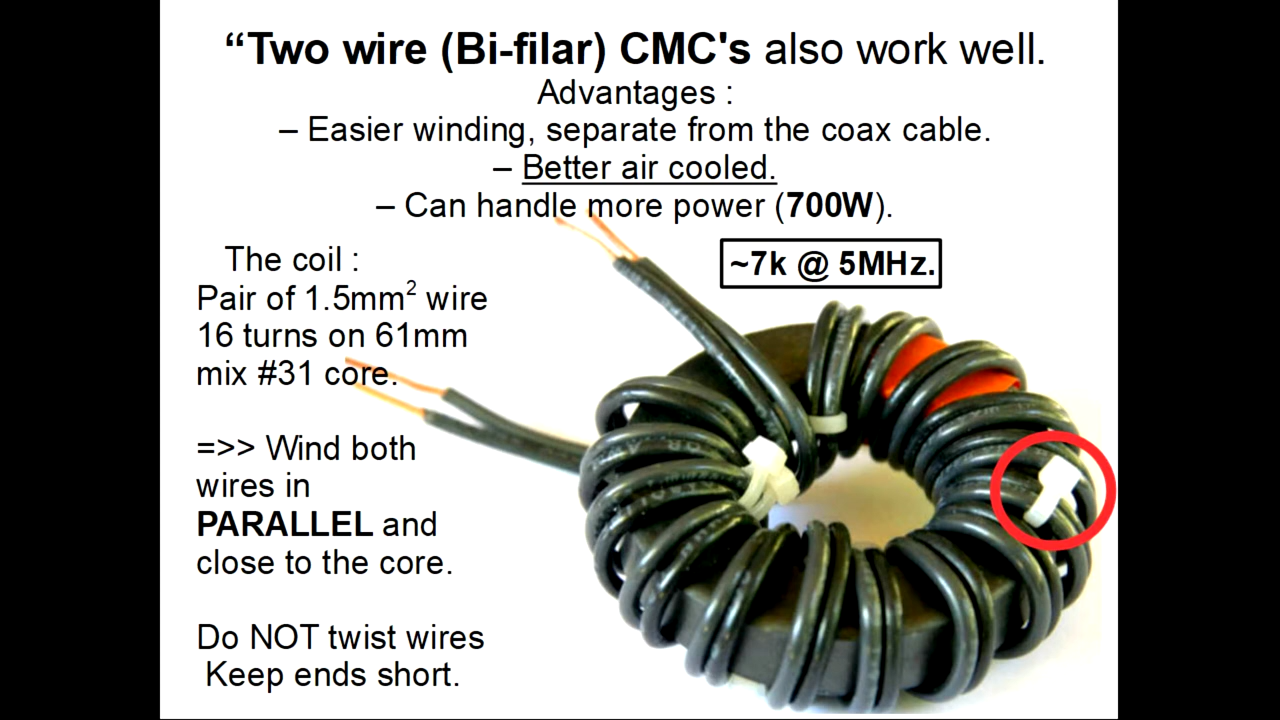 “Two wire (Bi-filar) CMC's also work well.
Advantages :
– Easier winding, separate from the coax cable.
– Better air cooled.
– Can handle more power (700W).
~7k @ 5MHz.
The coil :
Pair of 1.5mm² wire
16 turns on 61mm
mix #31 core.
=>> Wind both
wires in
PARALLEL and
close to the core.
Do NOT twist wires
Keep ends short.